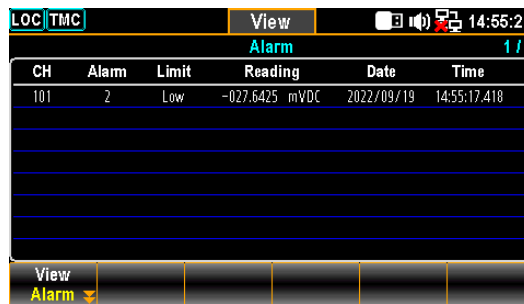 LOC TMC View 14:55:2
Alarm 1 /
CH Alarm Limit Reading Date Time
101 2 Low -027.6425 mVDC 2022/09/19 14:55:17.418
View
Alarm